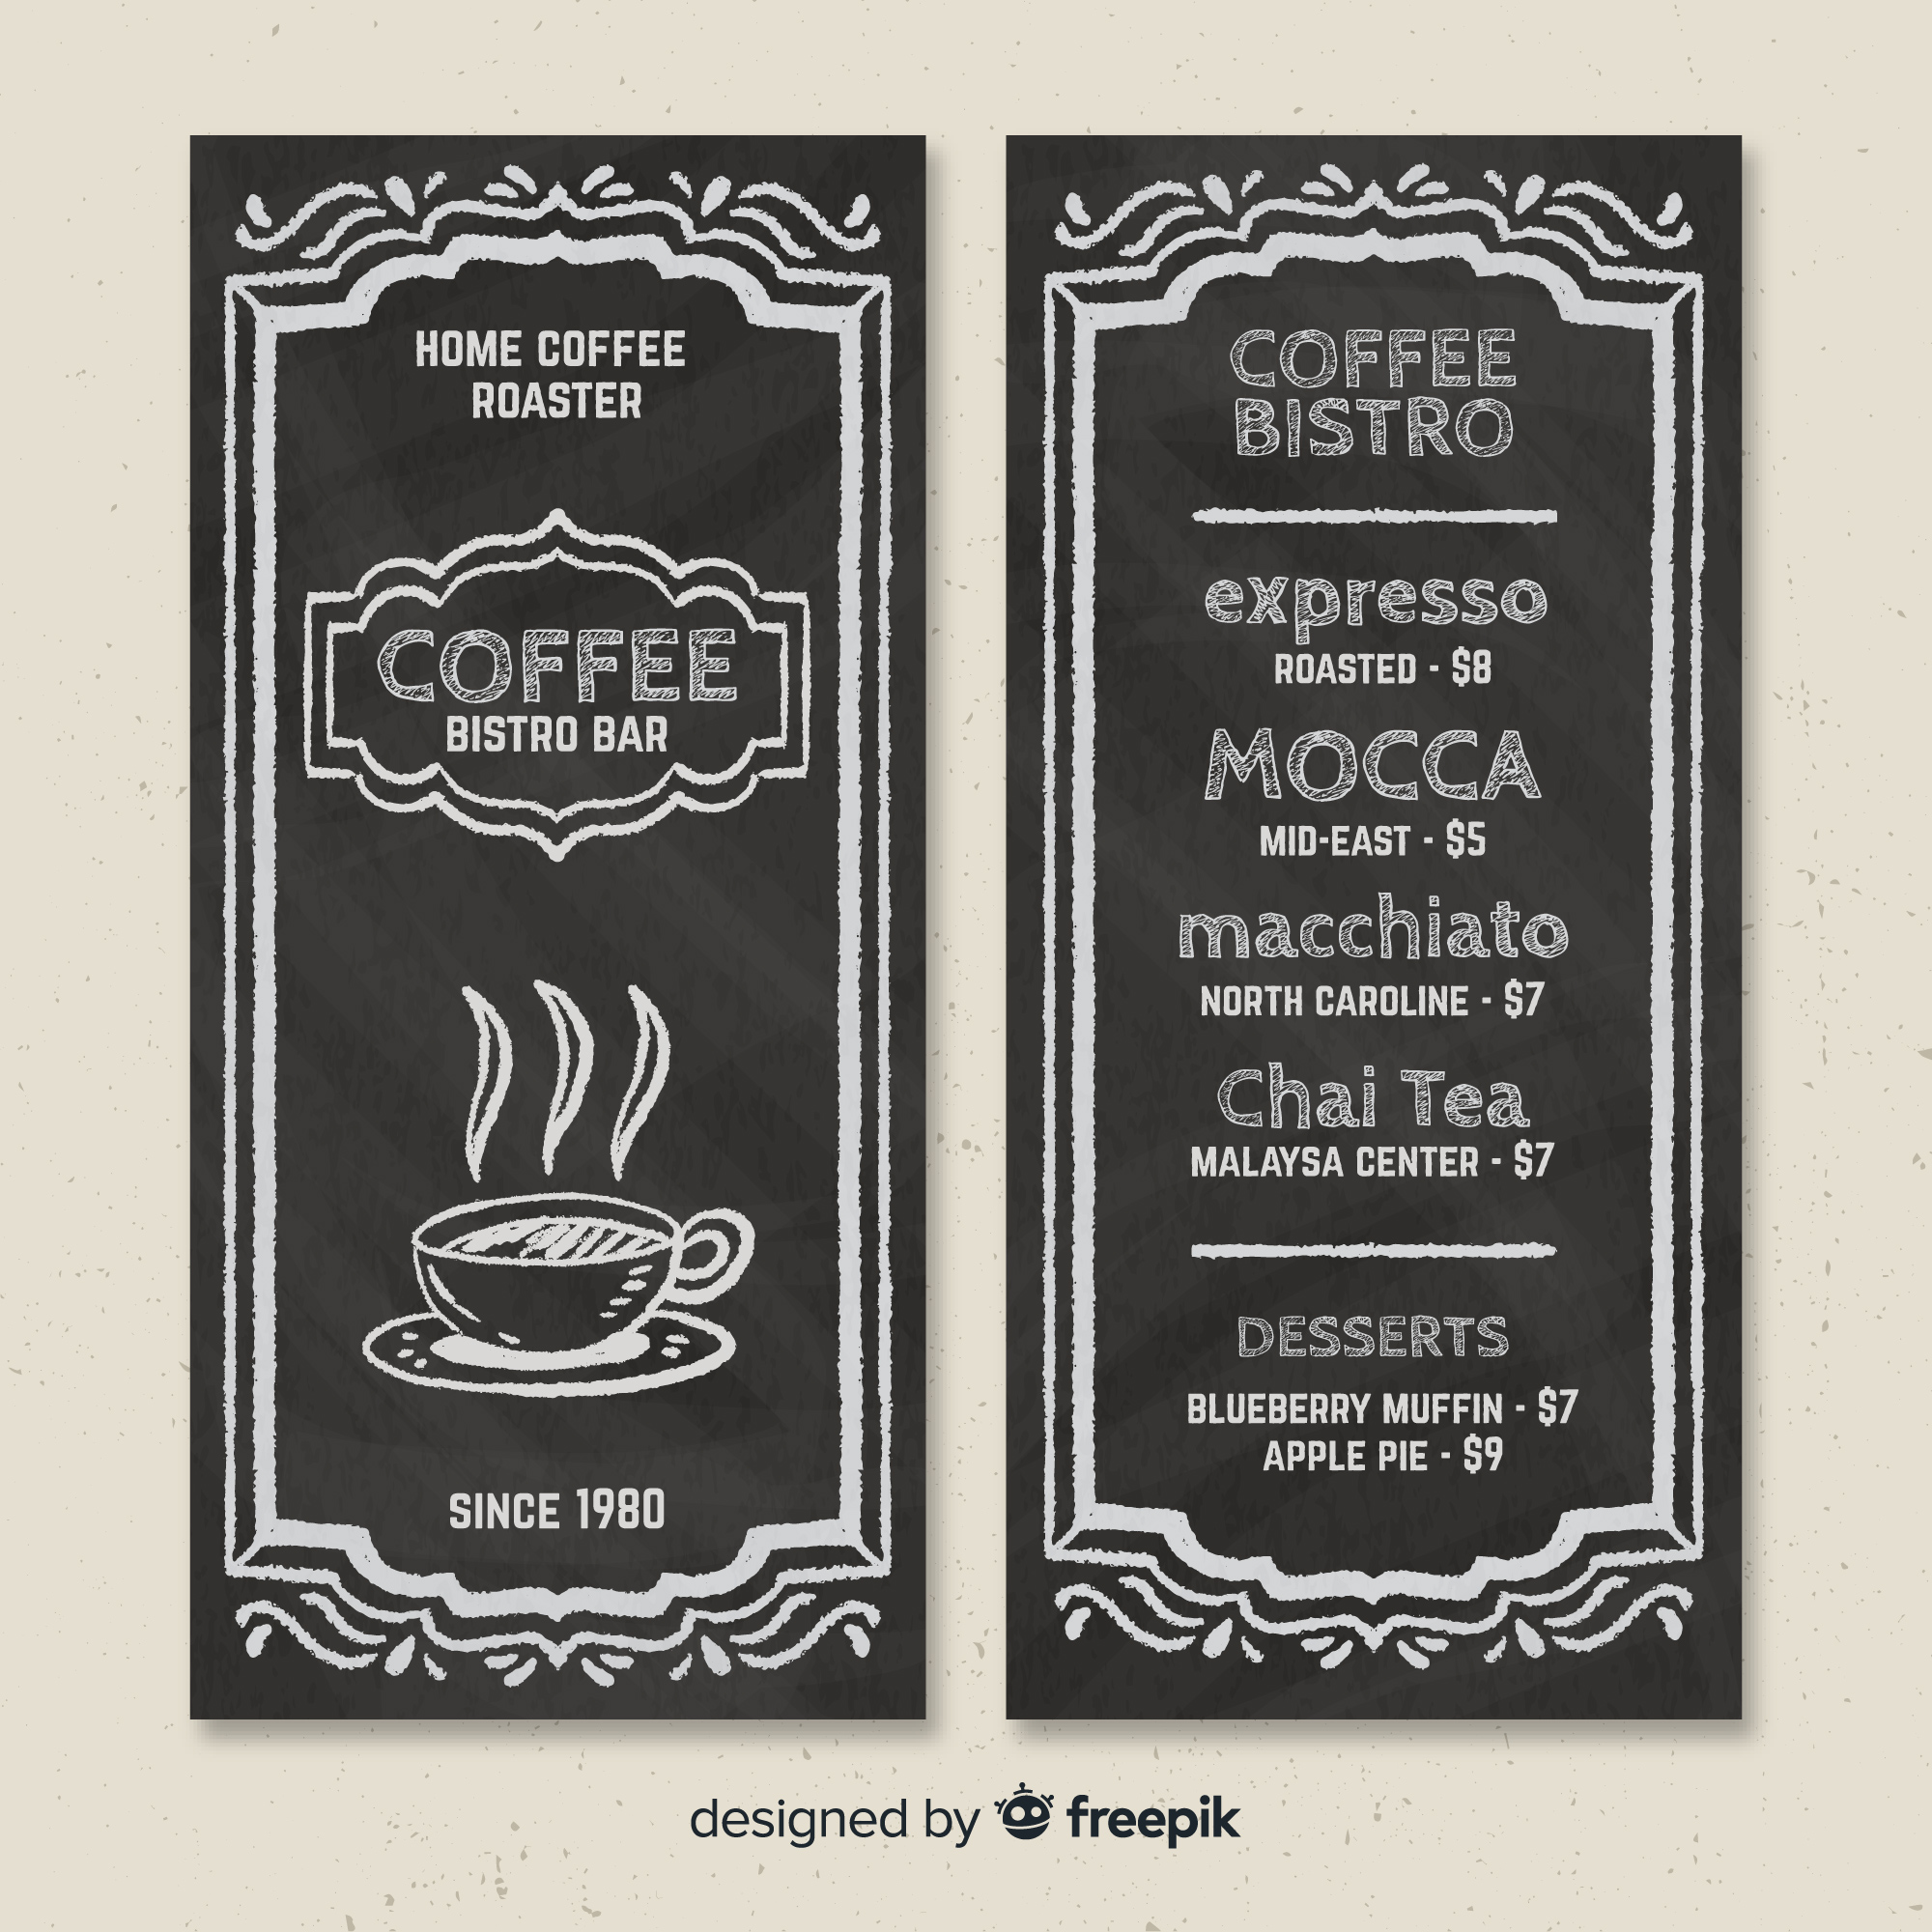 HOME COFFEE
ROASTER
COFFEE
BISTRO BAR
SINCE 1980
COFFEE
BISTRO
expresso
ROASTED - $8
MOCCA
MID-EAST - $5
macchiato
NORTH CAROLINE - $7
Chai Tea
MALAYSA CENTER - $7
DESSERTS
BLUEBERRY MUFFIN - $7
APPLE PIE - $9
designed by freepik